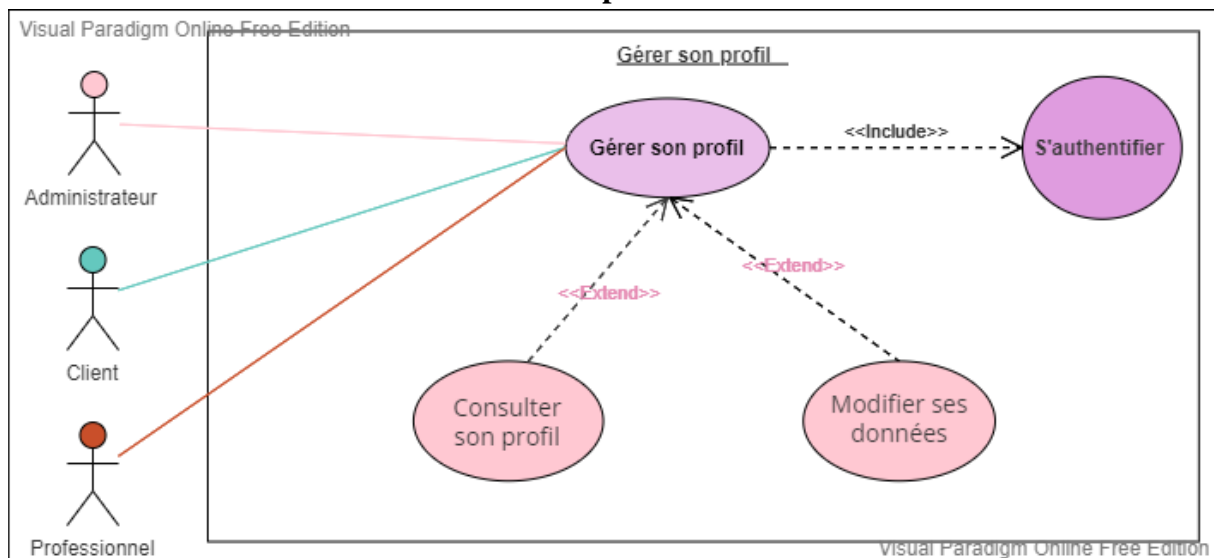 Visual Paradigm Online Free Edition
Gérer son profil
Administrateur
Gérer son profil
<<Include>>
S'authentifier
Client
<<Extend>>
<<Extend>>
Consulter
son profil
Modifier ses
données
Professionnel
Visual Paradigm Online Free Edition